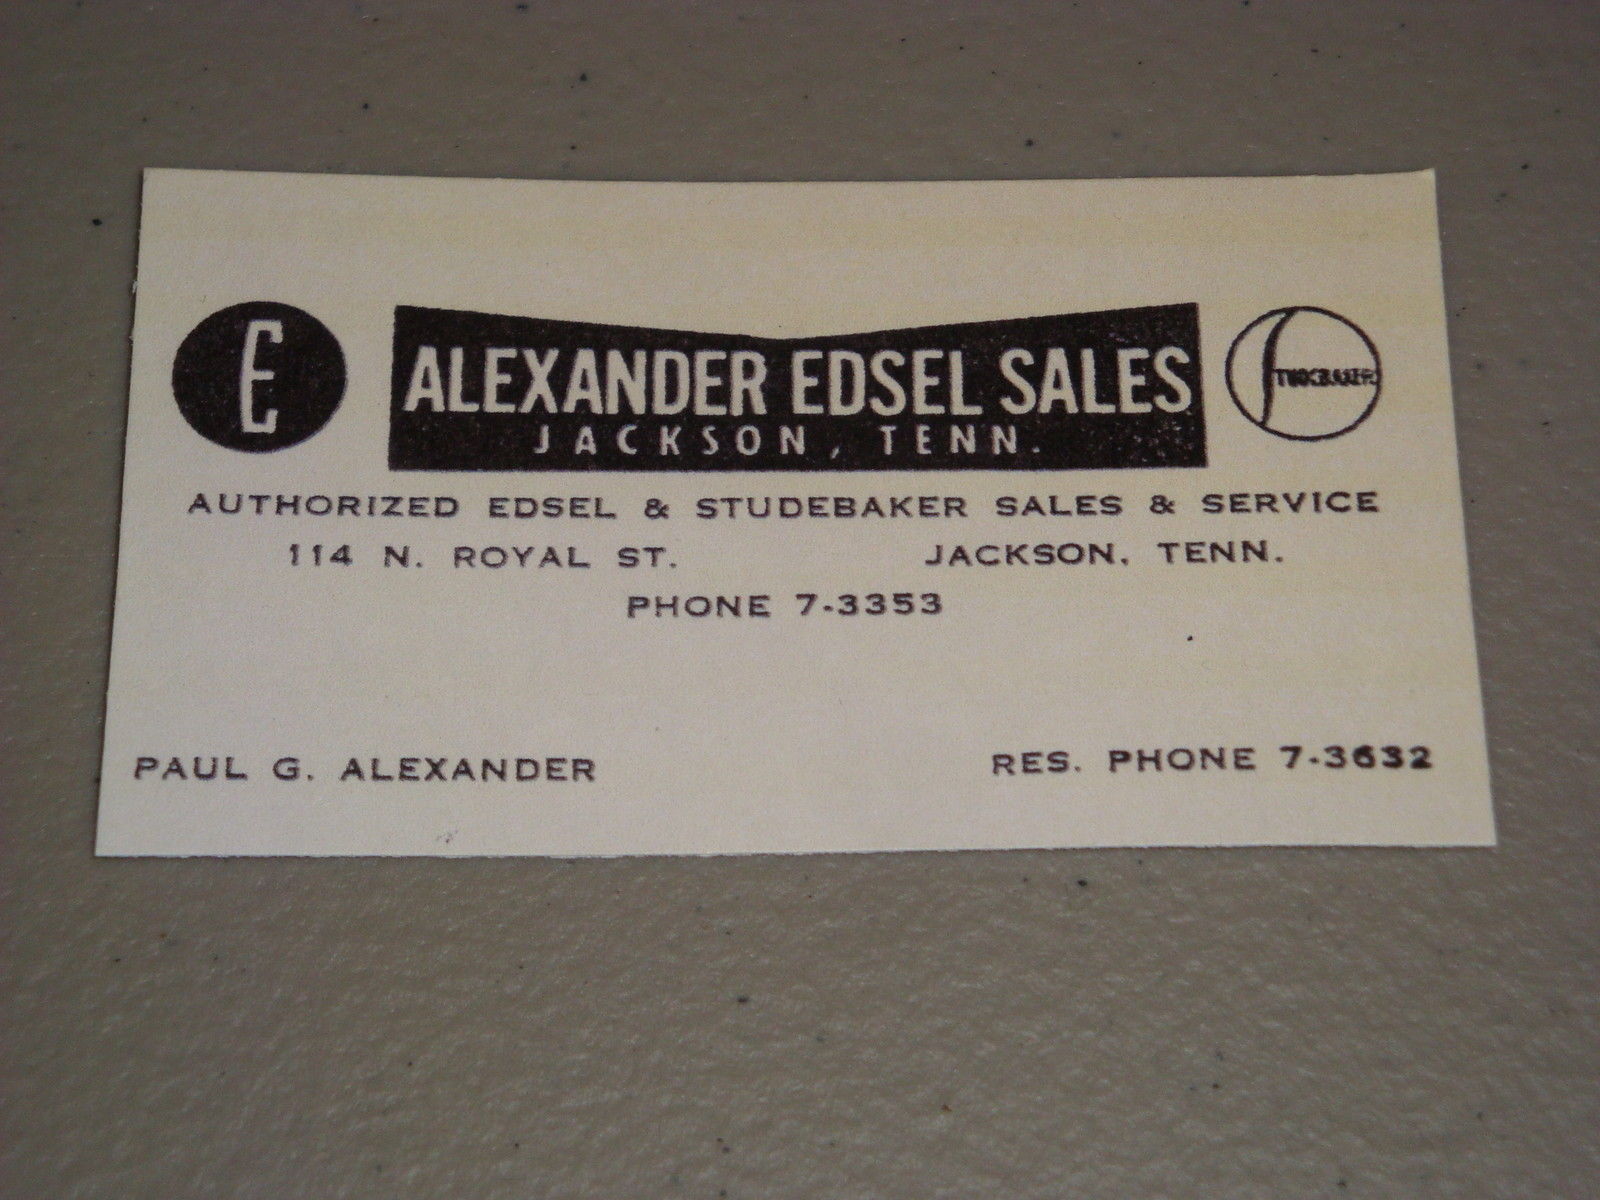 E
ALEXANDER EDSEL SALES
JACKSON, TENN.
STUDEBAKER
AUTHORIZED EDSEL & STUDEBAKER SALES & SERVICE
114 N. ROYAL ST. JACKSON, TENN.
PHONE 7-3353
PAUL G. ALEXANDER RES. PHONE 7-3632